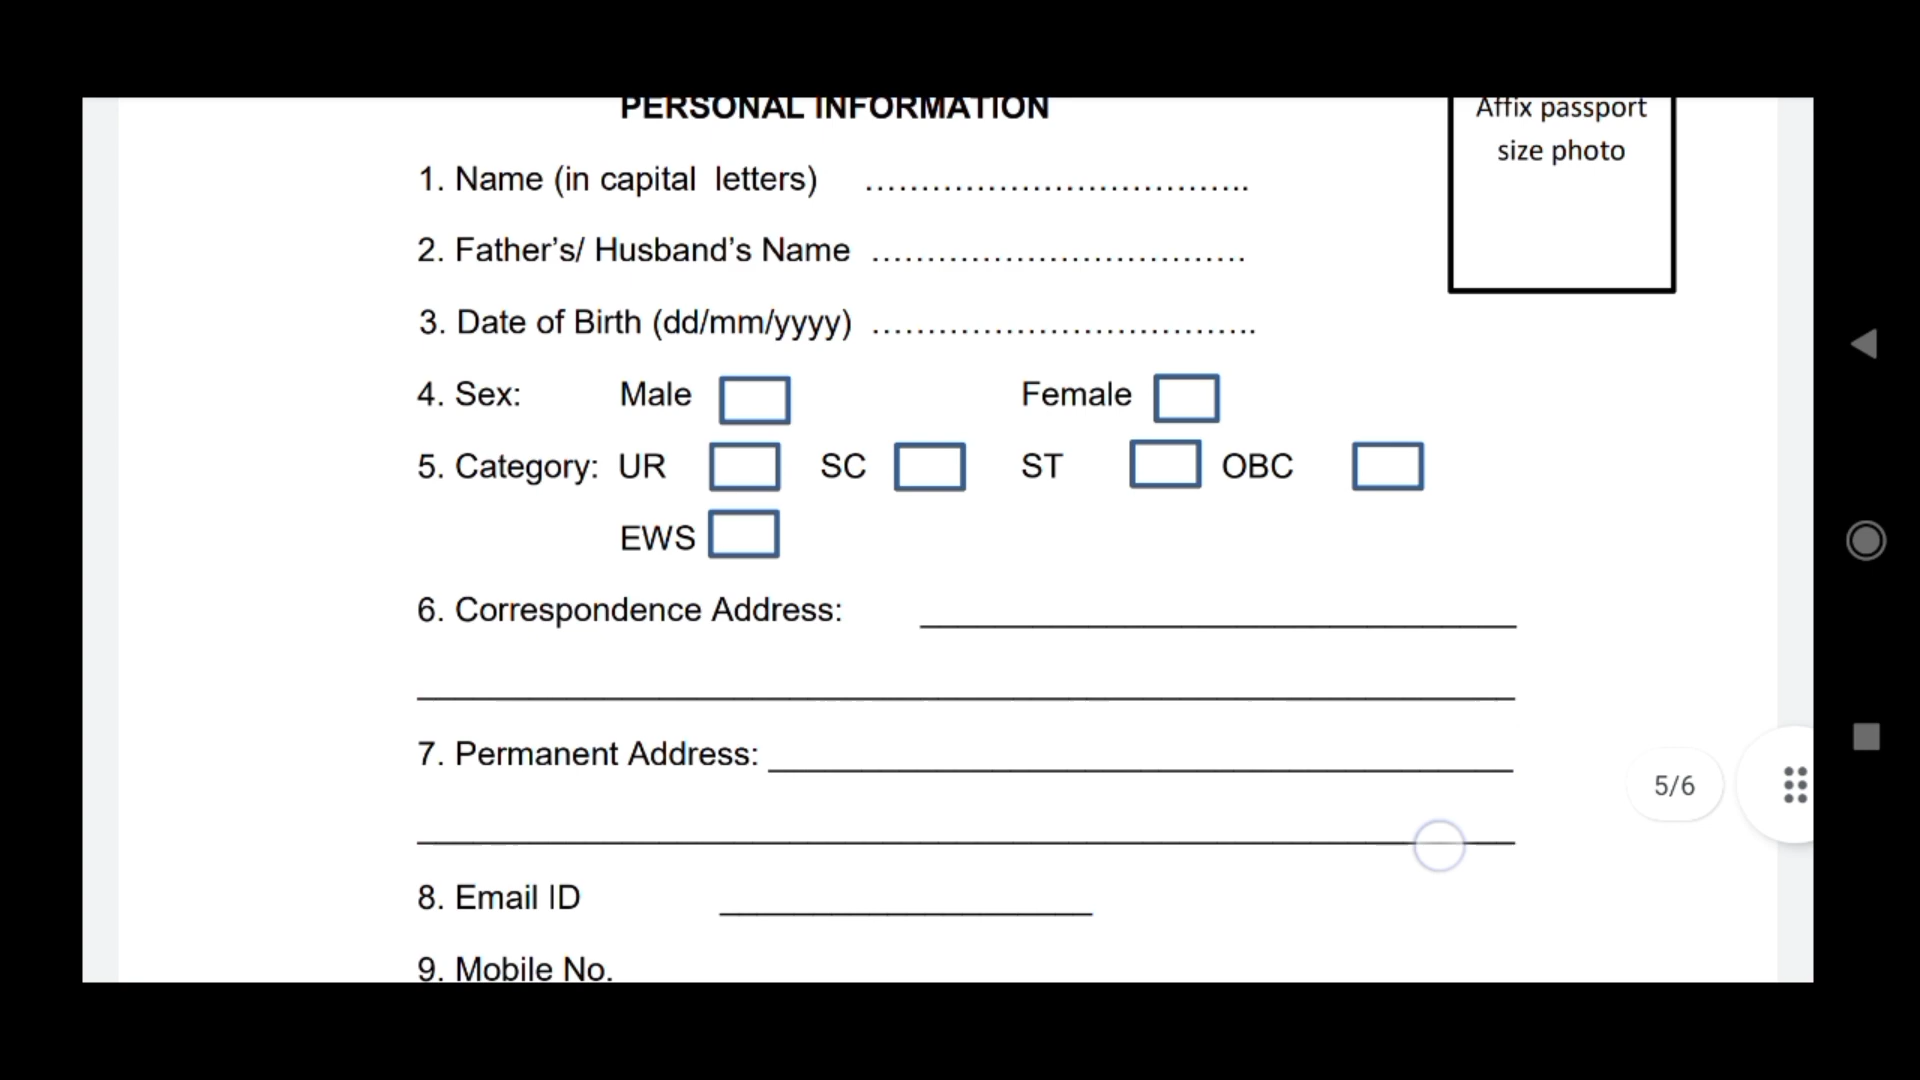 PERSONAL INFORMATION
Affix passport
size photo
1. Name (in capital letters) ……………………………………..
2. Father’s/ Husband’s Name …………………………………….
3. Date of Birth (dd/mm/yyyy) ……………………………………..
4. Sex: Male Female
5. Category: UR SC ST OBC
EWS
6. Correspondence Address:
7. Permanent Address:
5/6
8. Email ID
9. Mobile No.